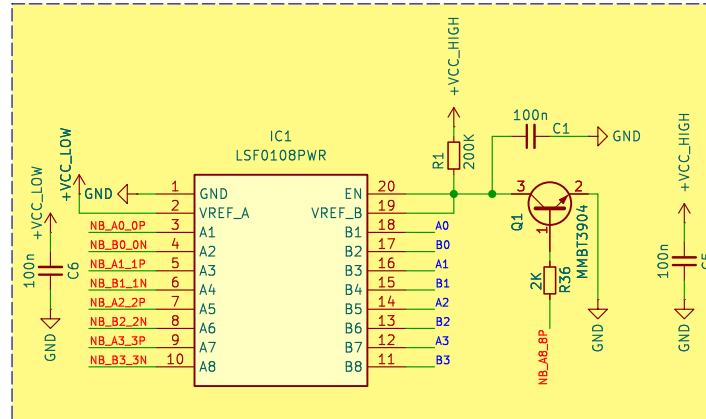 +VCC_HIGH
100n
C1
GND
IC1
LSF0108PWR
R1
200K
+VCC_LOW
+VCC_LOW
+VCC_HIGH
GND
1 GND EN 20
2 VREF_A VREF_B 19
NB_A0_0P 3 A1 B1 18 A0
NB_B0_0N 4 A2 B2 17 B0
NB_A1_1P 5 A3 B3 16 A1
NB_B1_1N 6 A4 B4 15 B1
NB_A2_2P 7 A5 B5 14 A2
NB_B2_2N 8 A6 B6 13 B2
NB_A3_3P 9 A7 B7 12 A3
NB_B3_3N 10 A8 B8 11 B3
3
2
1
Q1
MMBT3904
100n
C6
GND
2K
R36
NB_A8_8P
GND
100n
C5
GND